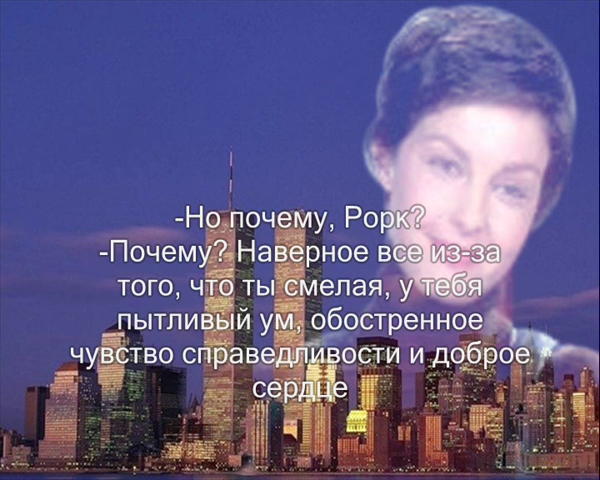 -Но почему, Рорк?
-Почему? Наверное все из-за
того, что ты смелая, у тебя
пытливый ум, обостренное
чувство справедливости и доброе
сердце